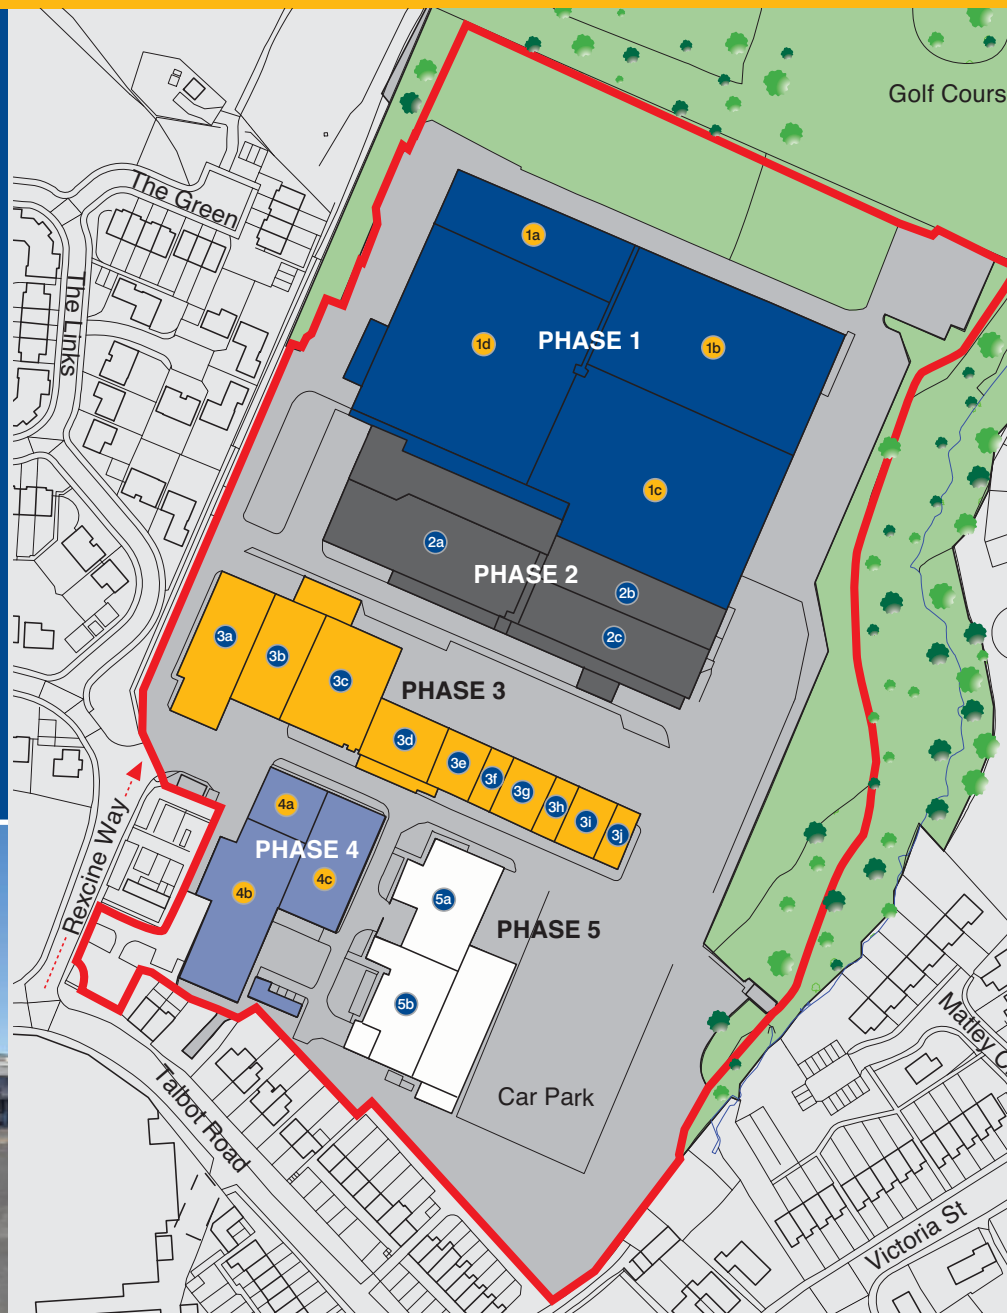 Golf Cours
The Green
The Links
1a
1d
PHASE 1
1b
1c
2a
PHASE 2
2b
2c
3a
3b
3c
PHASE 3
3d
3e
3f
3g
3h
3i
3j
4a
PHASE 4
4b
4c
5a
PHASE 5
5b
Rexcine Way
Car Park
Talbot Road
Matley C
Victoria St